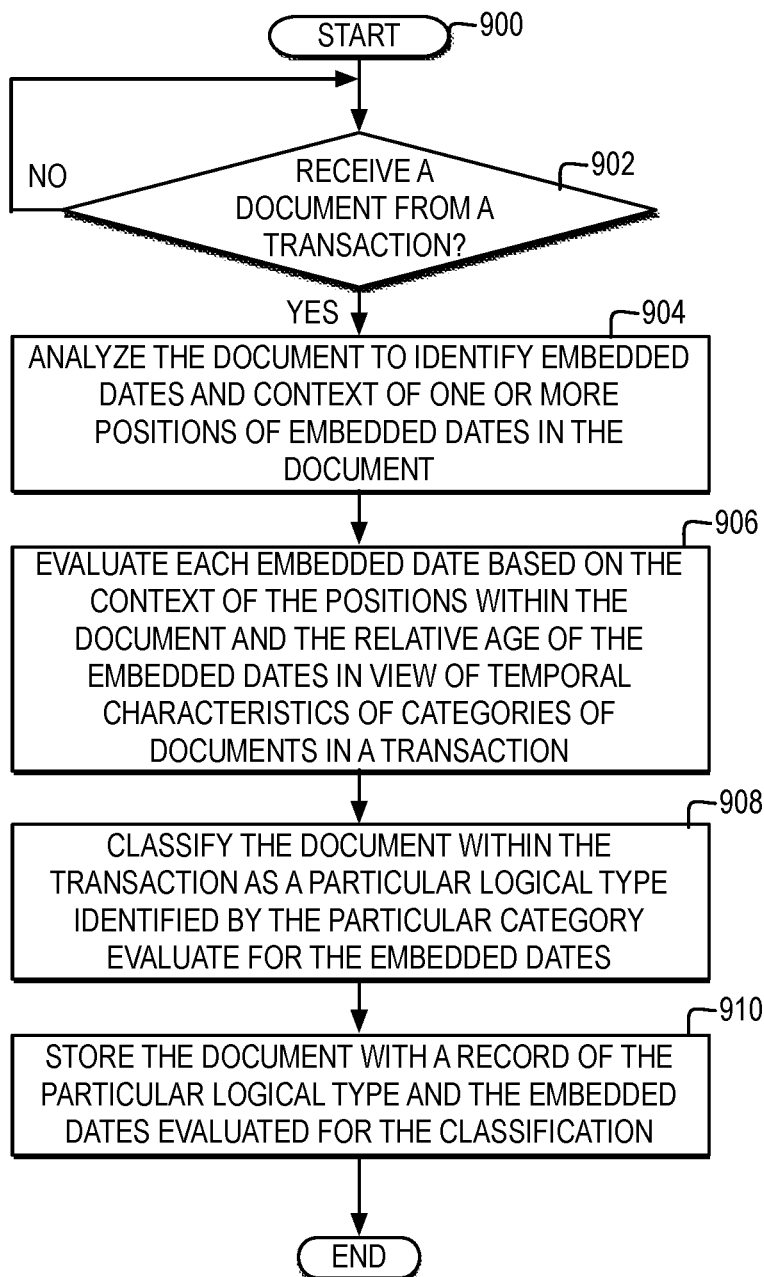 START
900
RECEIVE A
DOCUMENT FROM A
TRANSACTION?
902
NO
YES
904
ANALYZE THE DOCUMENT TO IDENTIFY EMBEDDED
DATES AND CONTEXT OF ONE OR MORE
POSITIONS OF EMBEDDED DATES IN THE
DOCUMENT
906
EVALUATE EACH EMBEDDED DATE BASED ON THE
CONTEXT OF THE POSITIONS WITHIN THE
DOCUMENT AND THE RELATIVE AGE OF THE
EMBEDDED DATES IN VIEW OF TEMPORAL
CHARACTERISTICS OF CATEGORIES OF
DOCUMENTS IN A TRANSACTION
908
CLASSIFY THE DOCUMENT WITHIN THE
TRANSACTION AS A PARTICULAR LOGICAL TYPE
IDENTIFIED BY THE PARTICULAR CATEGORY
EVALUATE FOR THE EMBEDDED DATES
910
STORE THE DOCUMENT WITH A RECORD OF THE
PARTICULAR LOGICAL TYPE AND THE EMBEDDED
DATES EVALUATED FOR THE CLASSIFICATION
END